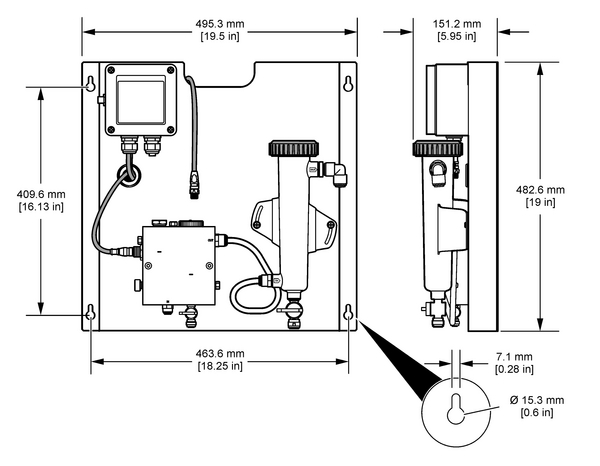 495.3 mm
[19.5 in]
151.2 mm
[5.95 in]
409.6 mm
[16.13 in]
482.6 mm
[19 in]
463.6 mm
[18.25 in]
7.1 mm
[0.28 in]
Ø 15.3 mm
[0.6 in]